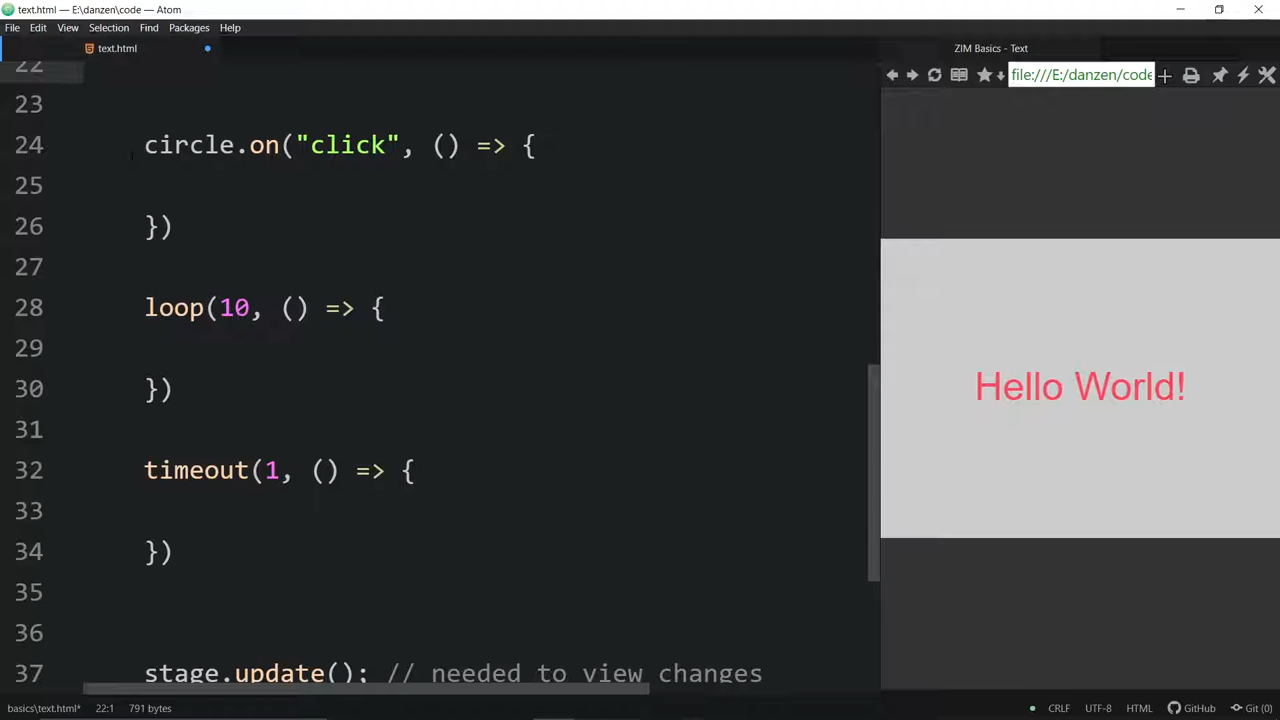 text.html — E:\danzen\code — Atom
File Edit View Selection Find Packages Help
text.html
ZIM Basics - Text
file:///E:/danzen/code
22
23
24 circle.on("click", () => {
25
26 })
27
28 loop(10, () => {
29
30 })
31
32 timeout(1, () => {
33
34 })
35
36
37 stage.update(); // needed to view changes
Hello World!
basics\text.html* 22:1 791 bytes CRLF UTF-8 HTML GitHub Git (0)